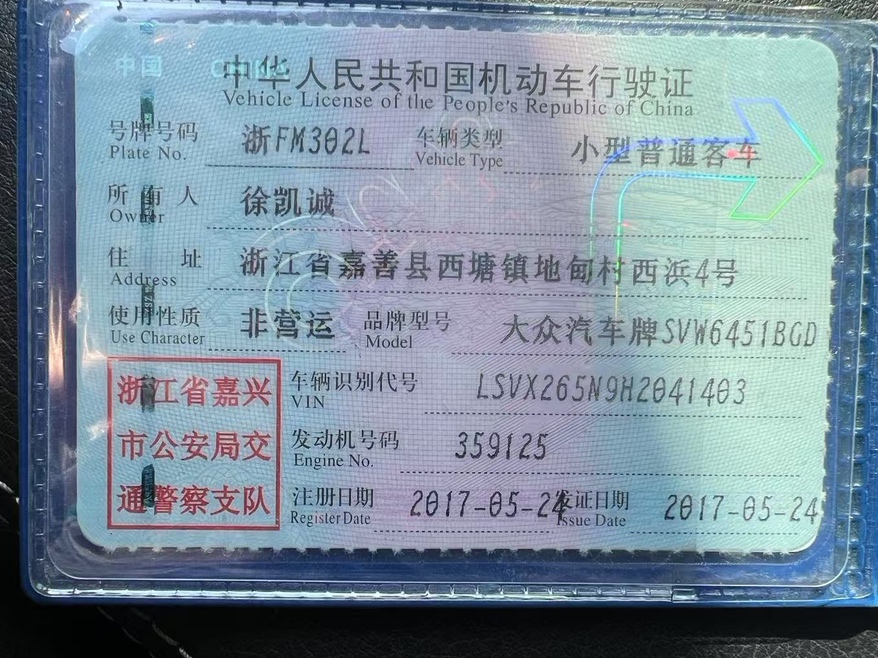 中国 CHINA
中华人民共和国机动车行驶证
Vehicle License of the People's Republic of China
号牌号码 浙FM302L 车辆类型 小型普通客车
Plate No. Vehicle Type
所有人 徐凯诚
Owner
住址 浙江省嘉善县西塘镇地甸村西浜4号
Address
使用性质 非营运 品牌型号 大众汽车牌SVW6451BGD
Use Character Model
浙江省嘉兴 车辆识别代号 LSVX265N9H2041403
VIN
市公安局交 发动机号码 359125
Engine No.
通警察支队 注册日期 2017-05-24 发证日期 2017-05-24
Register Date Issue Date